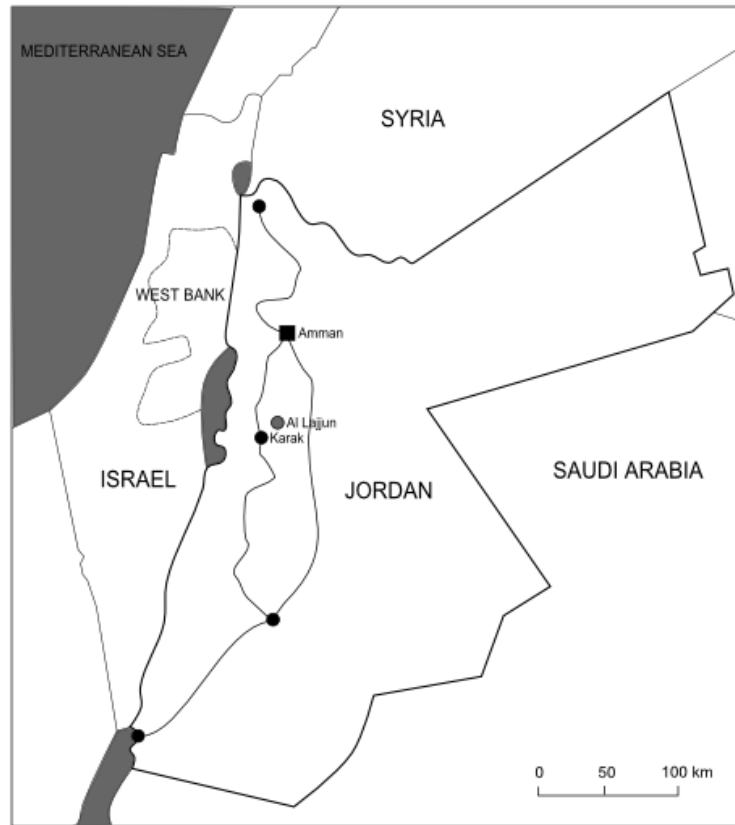 MEDITERRANEAN SEA
SYRIA
WEST BANK
Amman
Al Lajjun
Karak
ISRAEL
JORDAN
SAUDI ARABIA
0 50 100 km